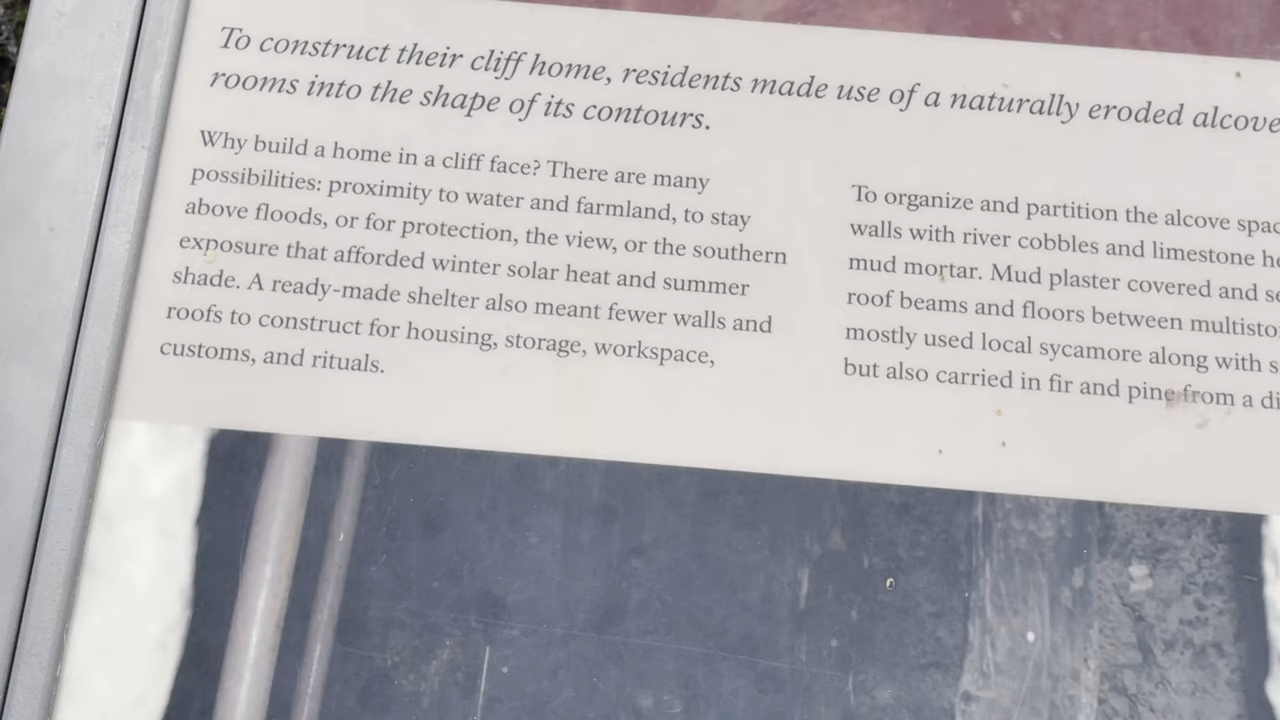 To construct their cliff home, residents made use of a naturally eroded alcove
rooms into the shape of its contours.
Why build a home in a cliff face? There are many
possibilities: proximity to water and farmland, to stay
above floods, or for protection, the view, or the southern
exposure that afforded winter solar heat and summer
shade. A ready-made shelter also meant fewer walls and
roofs to construct for housing, storage, workspace,
customs, and rituals.
To organize and partition the alcove
walls with river cobbles and limestone
mud mortar. Mud plaster covered and
roof beams and floors between
mostly used local sycamore along with
but also carried in fir and pine from a